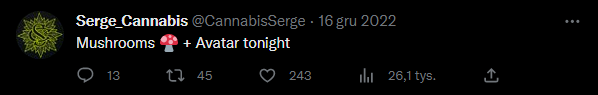 Serge_Cannabis @CannabisSerge · 16 gru 2022
Mushrooms 🍄 + Avatar tonight
13 45 243 26,1 tys.